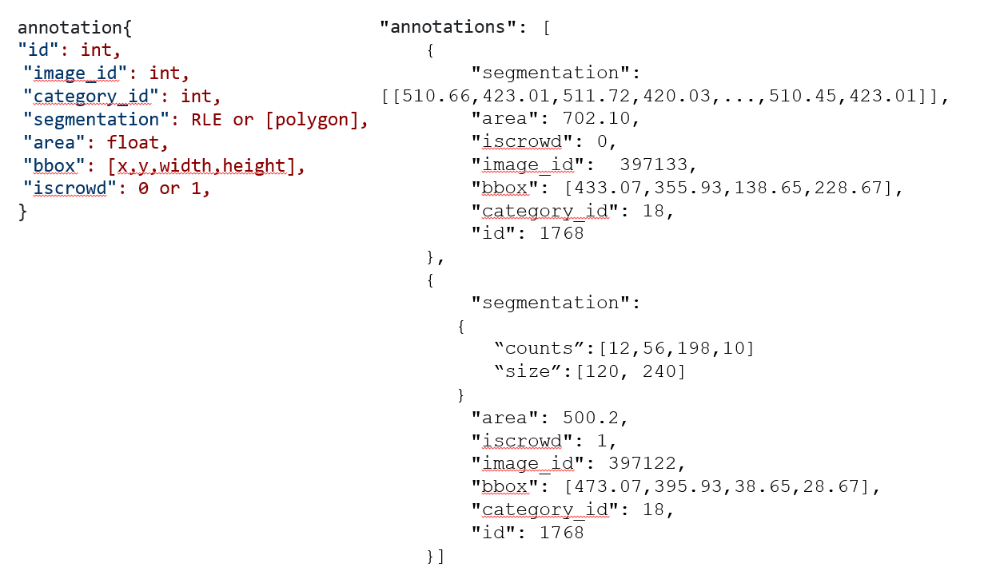 annotation{
"id": int,
"image_id": int,
"category_id": int,
"segmentation": RLE or [polygon],
"area": float,
"bbox": [x,y,width,height],
"iscrowd": 0 or 1,
}
"annotations": [
{
"segmentation":
[[510.66,423.01,511.72,420.03,...,510.45,423.01]],
"area": 702.10,
"iscrowd": 0,
"image_id":  397133,
"bbox": [433.07,355.93,138.65,228.67],
"category_id": 18,
"id": 1768
},
{
"segmentation":
{
“counts”:[12,56,198,10]
“size”:[120, 240]
}
"area": 500.2,
"iscrowd": 1,
"image_id": 397122,
"bbox": [473.07,395.93,38.65,28.67],
"category_id": 18,
"id": 1768
}]